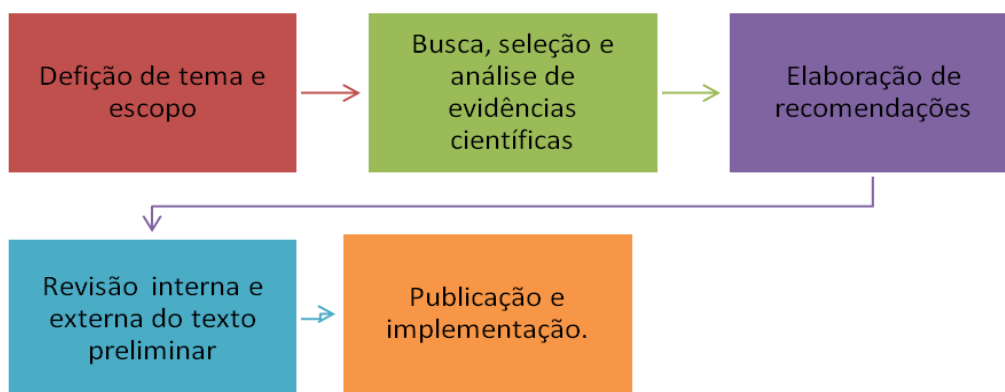 Defição de tema e
escopo
Busca, seleção e
análise de
evidências
científicas
Elaboração de
recomendações
Revisão interna e
externa do texto
preliminar
Publicação e
implementação.